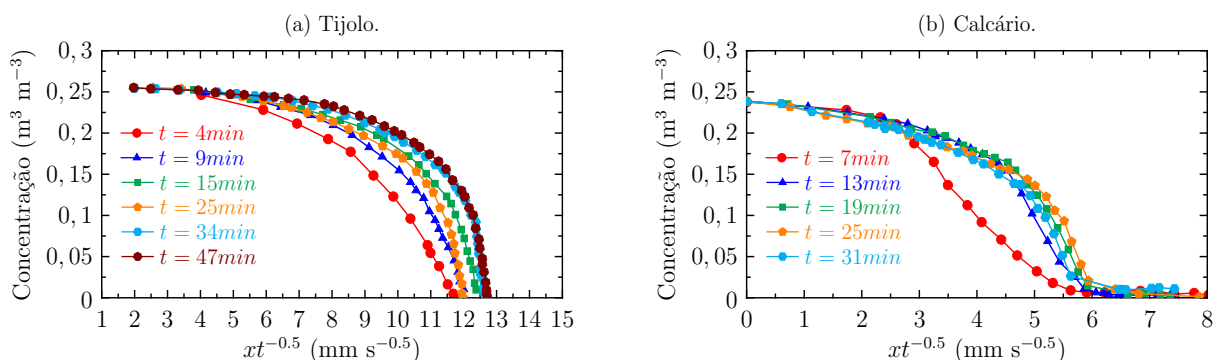 (a) Tijolo.
Concentração (m³ m⁻³)
0,3
0,25
0,2
0,15
0,1
0,05
0
t = 4min
t = 9min
t = 15min
t = 25min
t = 34min
t = 47min
1 2 3 4 5 6 7 8 9 10 11 12 13 14 15
xt⁻⁰·⁵ (mm s⁻⁰·⁵)
(b) Calcário.
Concentração (m³ m⁻³)
0,3
0,25
0,2
0,15
0,1
0,05
0
t = 7min
t = 13min
t = 19min
t = 25min
t = 31min
0 1 2 3 4 5 6 7 8
xt⁻⁰·⁵ (mm s⁻⁰·⁵)